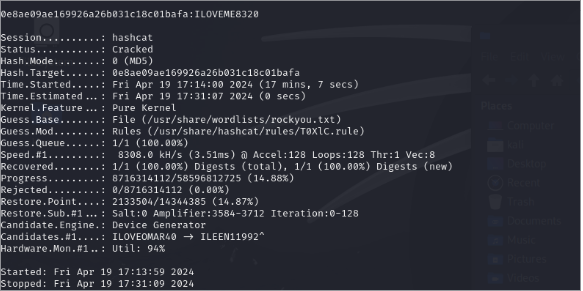 0e8ae09ae169926a26b031c18c01bafa:ILOVEME8320
Session..........: hashcat
Status...........: Cracked
Hash.Mode........: 0 (MD5)
Hash.Target......: 0e8ae09ae169926a26b031c18c01bafa
Time.Started.....: Fri Apr 19 17:14:00 2024 (17 mins, 7 secs)
Time.Estimated...: Fri Apr 19 17:31:07 2024 (0 secs)
Kernel.Feature...: Pure Kernel
Guess.Base.......: File (/usr/share/wordlists/rockyou.txt)
Guess.Mod........: Rules (/usr/share/hashcat/rules/T0XlC.rule)
Guess.Queue......: 1/1 (100.00%)
Speed.#1.........: 8308.0 kH/s (3.51ms) @ Accel:128 Loops:128 Thr:1 Vec:8
Recovered........: 1/1 (100.00%) Digests (total), 1/1 (100.00%) Digests (new)
Progress.........: 8716314112/58596812725 (14.88%)
Rejected.........: 0/8716314112 (0.00%)
Restore.Point....: 2133504/14344385 (14.87%)
Restore.Sub.#1...: Salt:0 Amplifier:3584-3712 Iteration:0-128
Candidate.Engine.: Device Generator
Candidates.#1....: ILOVEOMAR40 -> ILEEN11992^
Hardware.Mon.#1..: Util: 94%
Started: Fri Apr 19 17:13:59 2024
Stopped: Fri Apr 19 17:31:09 2024
Places
Computer
Desktop
Trash
Documents
Music
Pictures